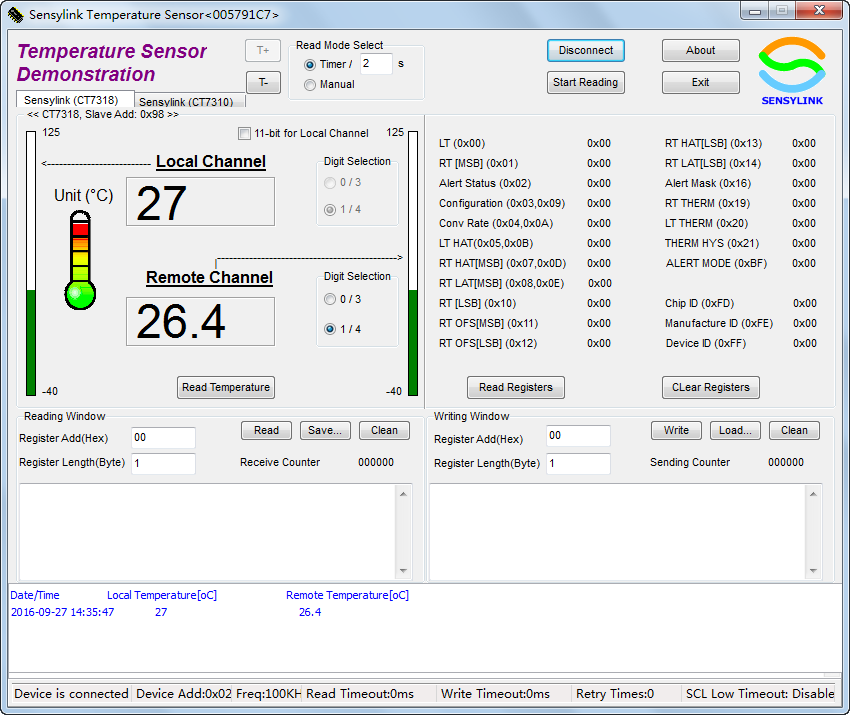 Sensylink Temperature Sensor<005791C7>
Temperature Sensor
Demonstration
T+
T-
Read Mode Select
Timer / 2 s
Manual
Disconnect
Start Reading
About
Exit
SENSYLINK
Sensylink (CT7318)
Sensylink (CT7310)
<< CT7318, Slave Add: 0x98 >>
125
11-bit for Local Channel
125
<-------------------------- Local Channel
Unit (°C)
27
Digit Selection
0 / 3
1 / 4
|--------------------------------------------->
Remote Channel
26.4
Digit Selection
0 / 3
1 / 4
-40
Read Temperature
-40
LT (0x00) 0x00
RT [MSB] (0x01) 0x00
Alert Status (0x02) 0x00
Configuration (0x03,0x09) 0x00
Conv Rate (0x04,0x0A) 0x00
LT HAT(0x05,0x0B) 0x00
RT HAT[MSB] (0x07,0x0D) 0x00
RT LAT[MSB] (0x08,0x0E) 0x00
RT [LSB] (0x10) 0x00
RT OFS[MSB] (0x11) 0x00
RT OFS[LSB] (0x12) 0x00
RT HAT[LSB] (0x13) 0x00
RT LAT[LSB] (0x14) 0x00
Alert Mask (0x16) 0x00
RT THERM (0x19) 0x00
LT THERM (0x20) 0x00
THERM HYS (0x21) 0x00
ALERT MODE (0xBF) 0x00
Chip ID (0xFD) 0x00
Manufacture ID (0xFE) 0x00
Device ID (0xFF) 0x00
Read Registers
CLear Registers
Reading Window
Register Add(Hex) 00
Read
Save...
Clean
Register Length(Byte) 1
Receive Counter 000000
Writing Window
Register Add(Hex) 00
Write
Load...
Clean
Register Length(Byte) 1
Sending Counter 000000
Date/Time Local Temperature[oC] Remote Temperature[oC]
2016-09-27 14:35:47 27 26.4
Device is connected Device Add:0x02 Freq:100KH Read Timeout:0ms Write Timeout:0ms Retry Times:0 SCL Low Timeout: Disable